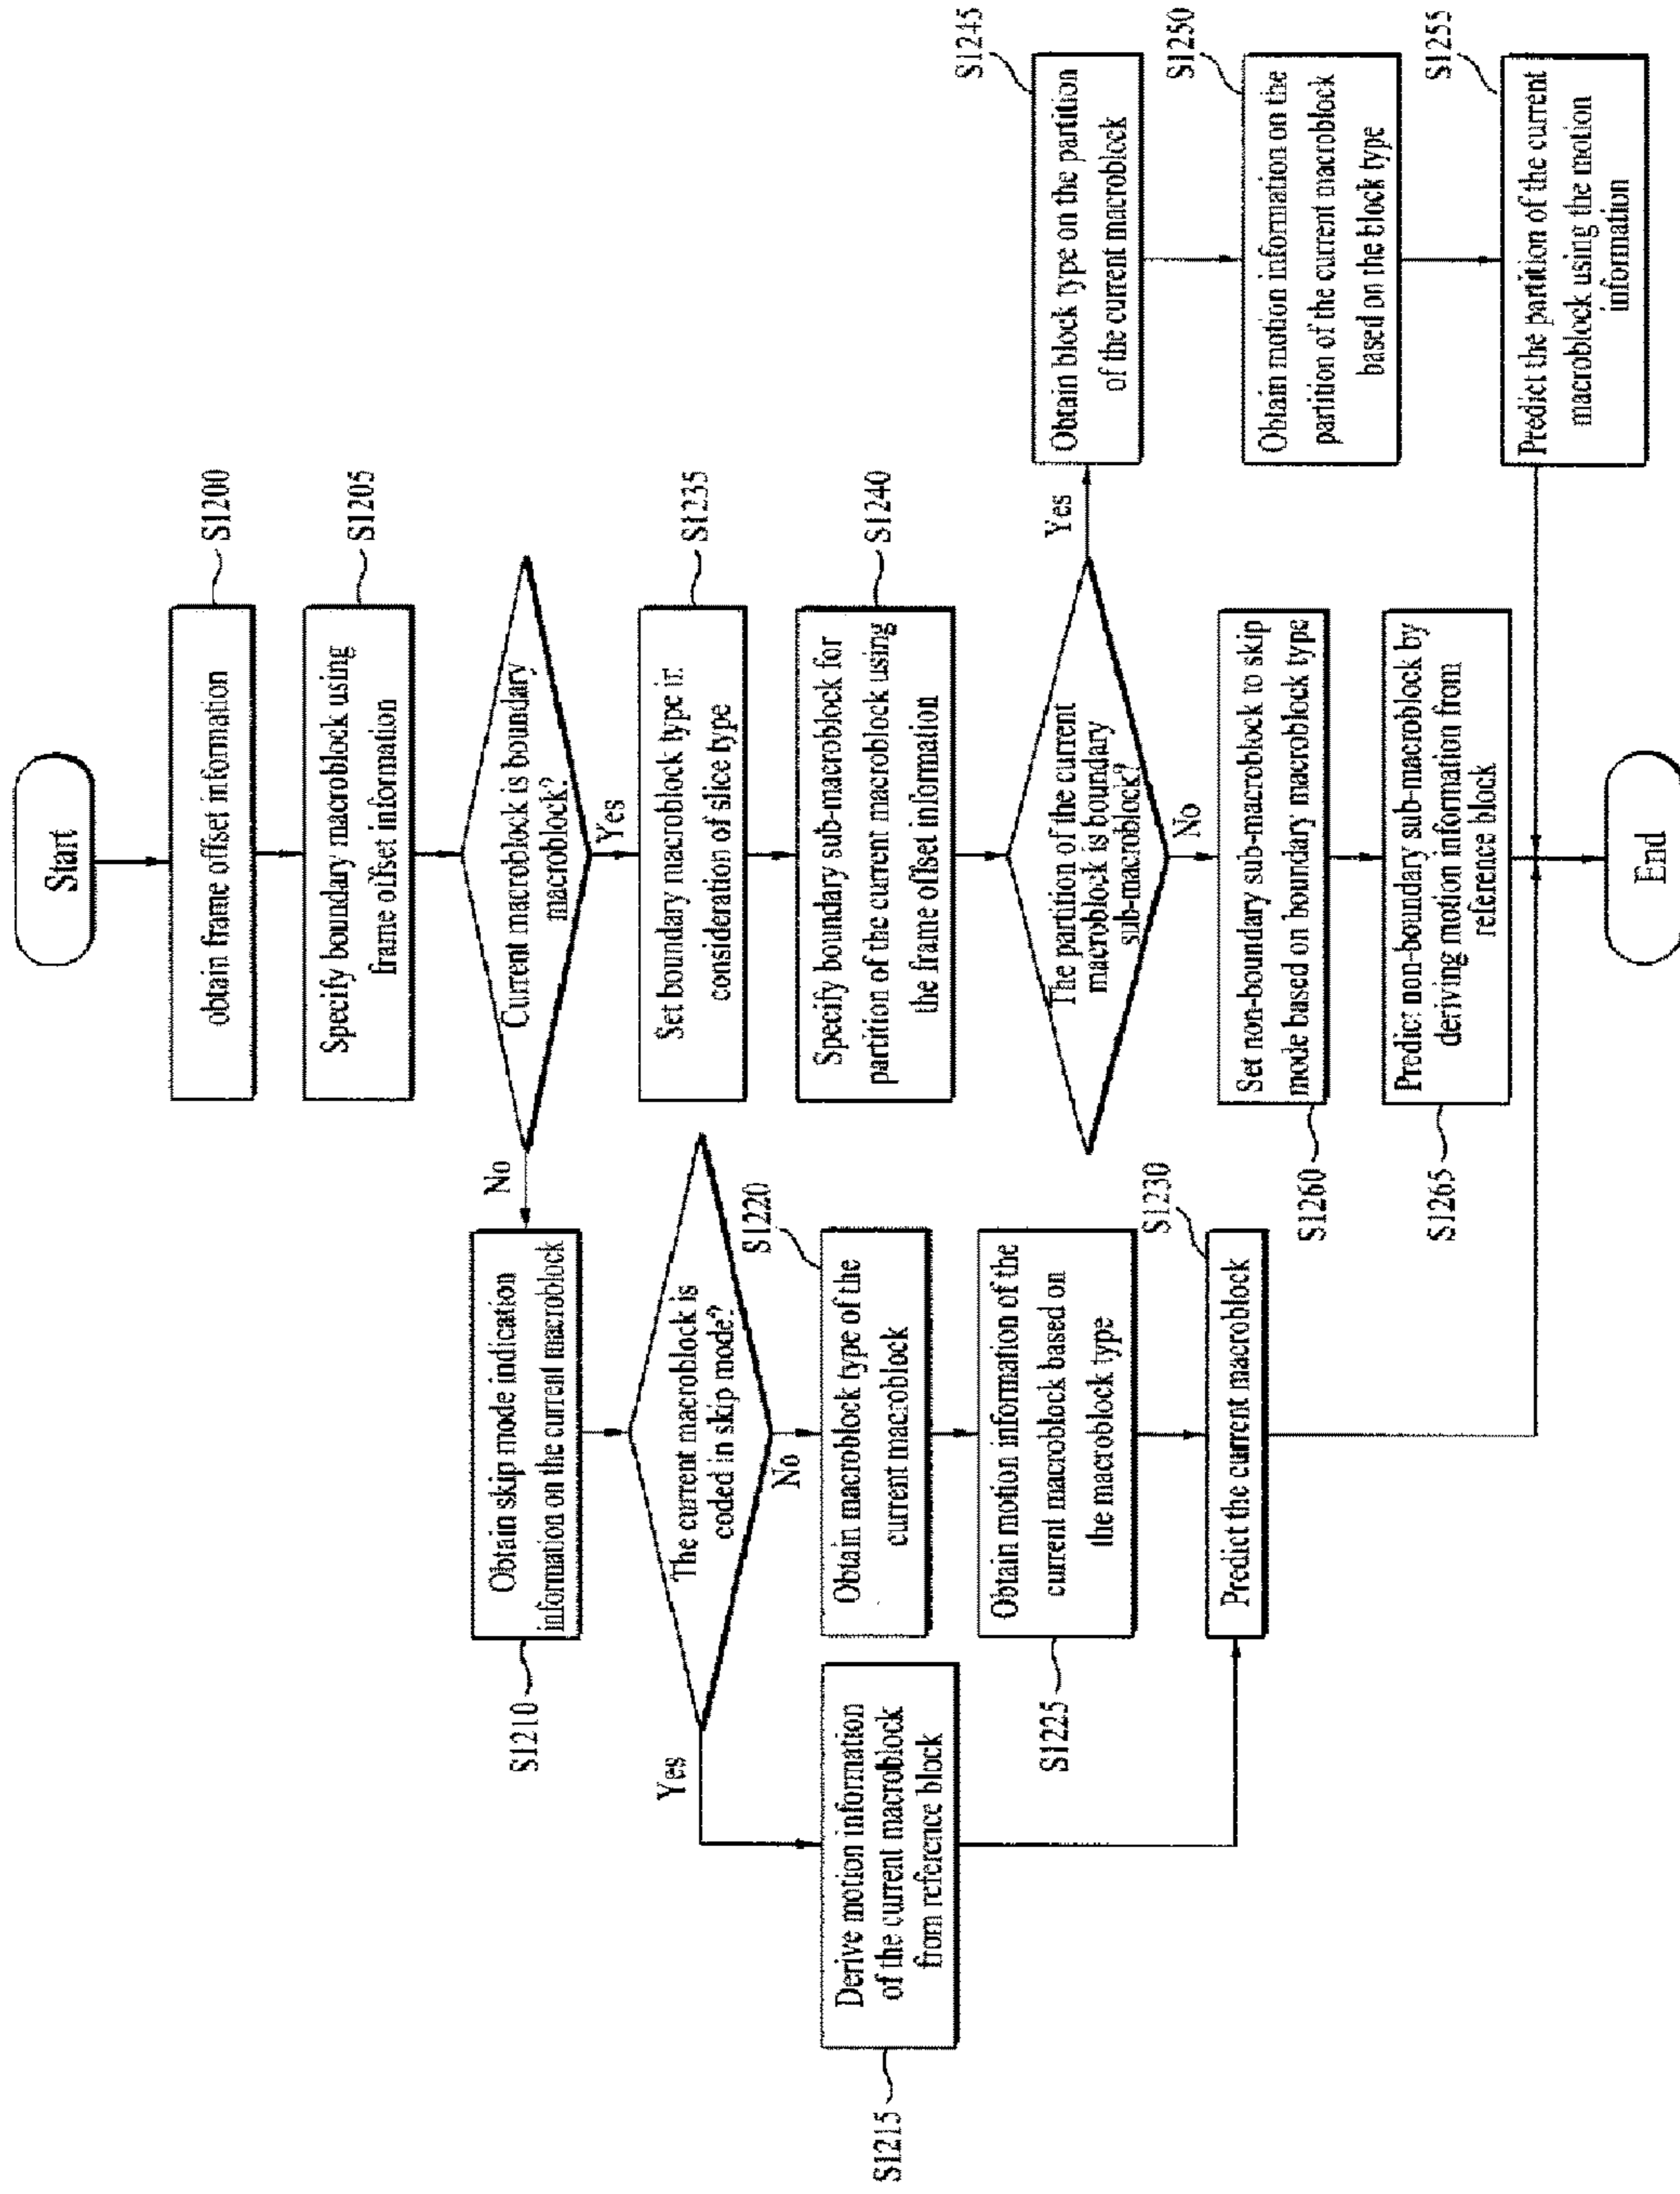 Start
obtain frame offset information
S1200
Specify boundary macroblock using
frame offset information
S1205
Current macroblock is boundary
macroblock?
No
Yes
Obtain skip mode indication
information on the current macroblock
S1210
The current macroblock is
coded in skip mode?
Yes
No
Derive motion information
of the current macroblock
from reference block
S1215
Obtain macroblock type of the
current macroblock
S1220
Obtain motion information of the
current macroblock based on
the macroblock type
S1225
Predict the current macroblock
S1230
Set boundary macroblock type in
consideration of slice type
S1235
Specify boundary sub-macroblock for
partition of the current macroblock using
the frame offset information
S1240
The partition of the current
macroblock is boundary
sub-macroblock?
Yes
No
Obtain block type on the partition
of the current macroblock
S1245
Obtain motion information on the
partition of the current macroblock
based on the block type
S1250
Predict the partition of the current
macroblock using the motion
information
S1255
Set non-boundary sub-macroblock to skip
mode based on boundary macroblock type
S1260
Predict non-boundary sub-macroblock by
deriving motion information from
reference block
S1265
End